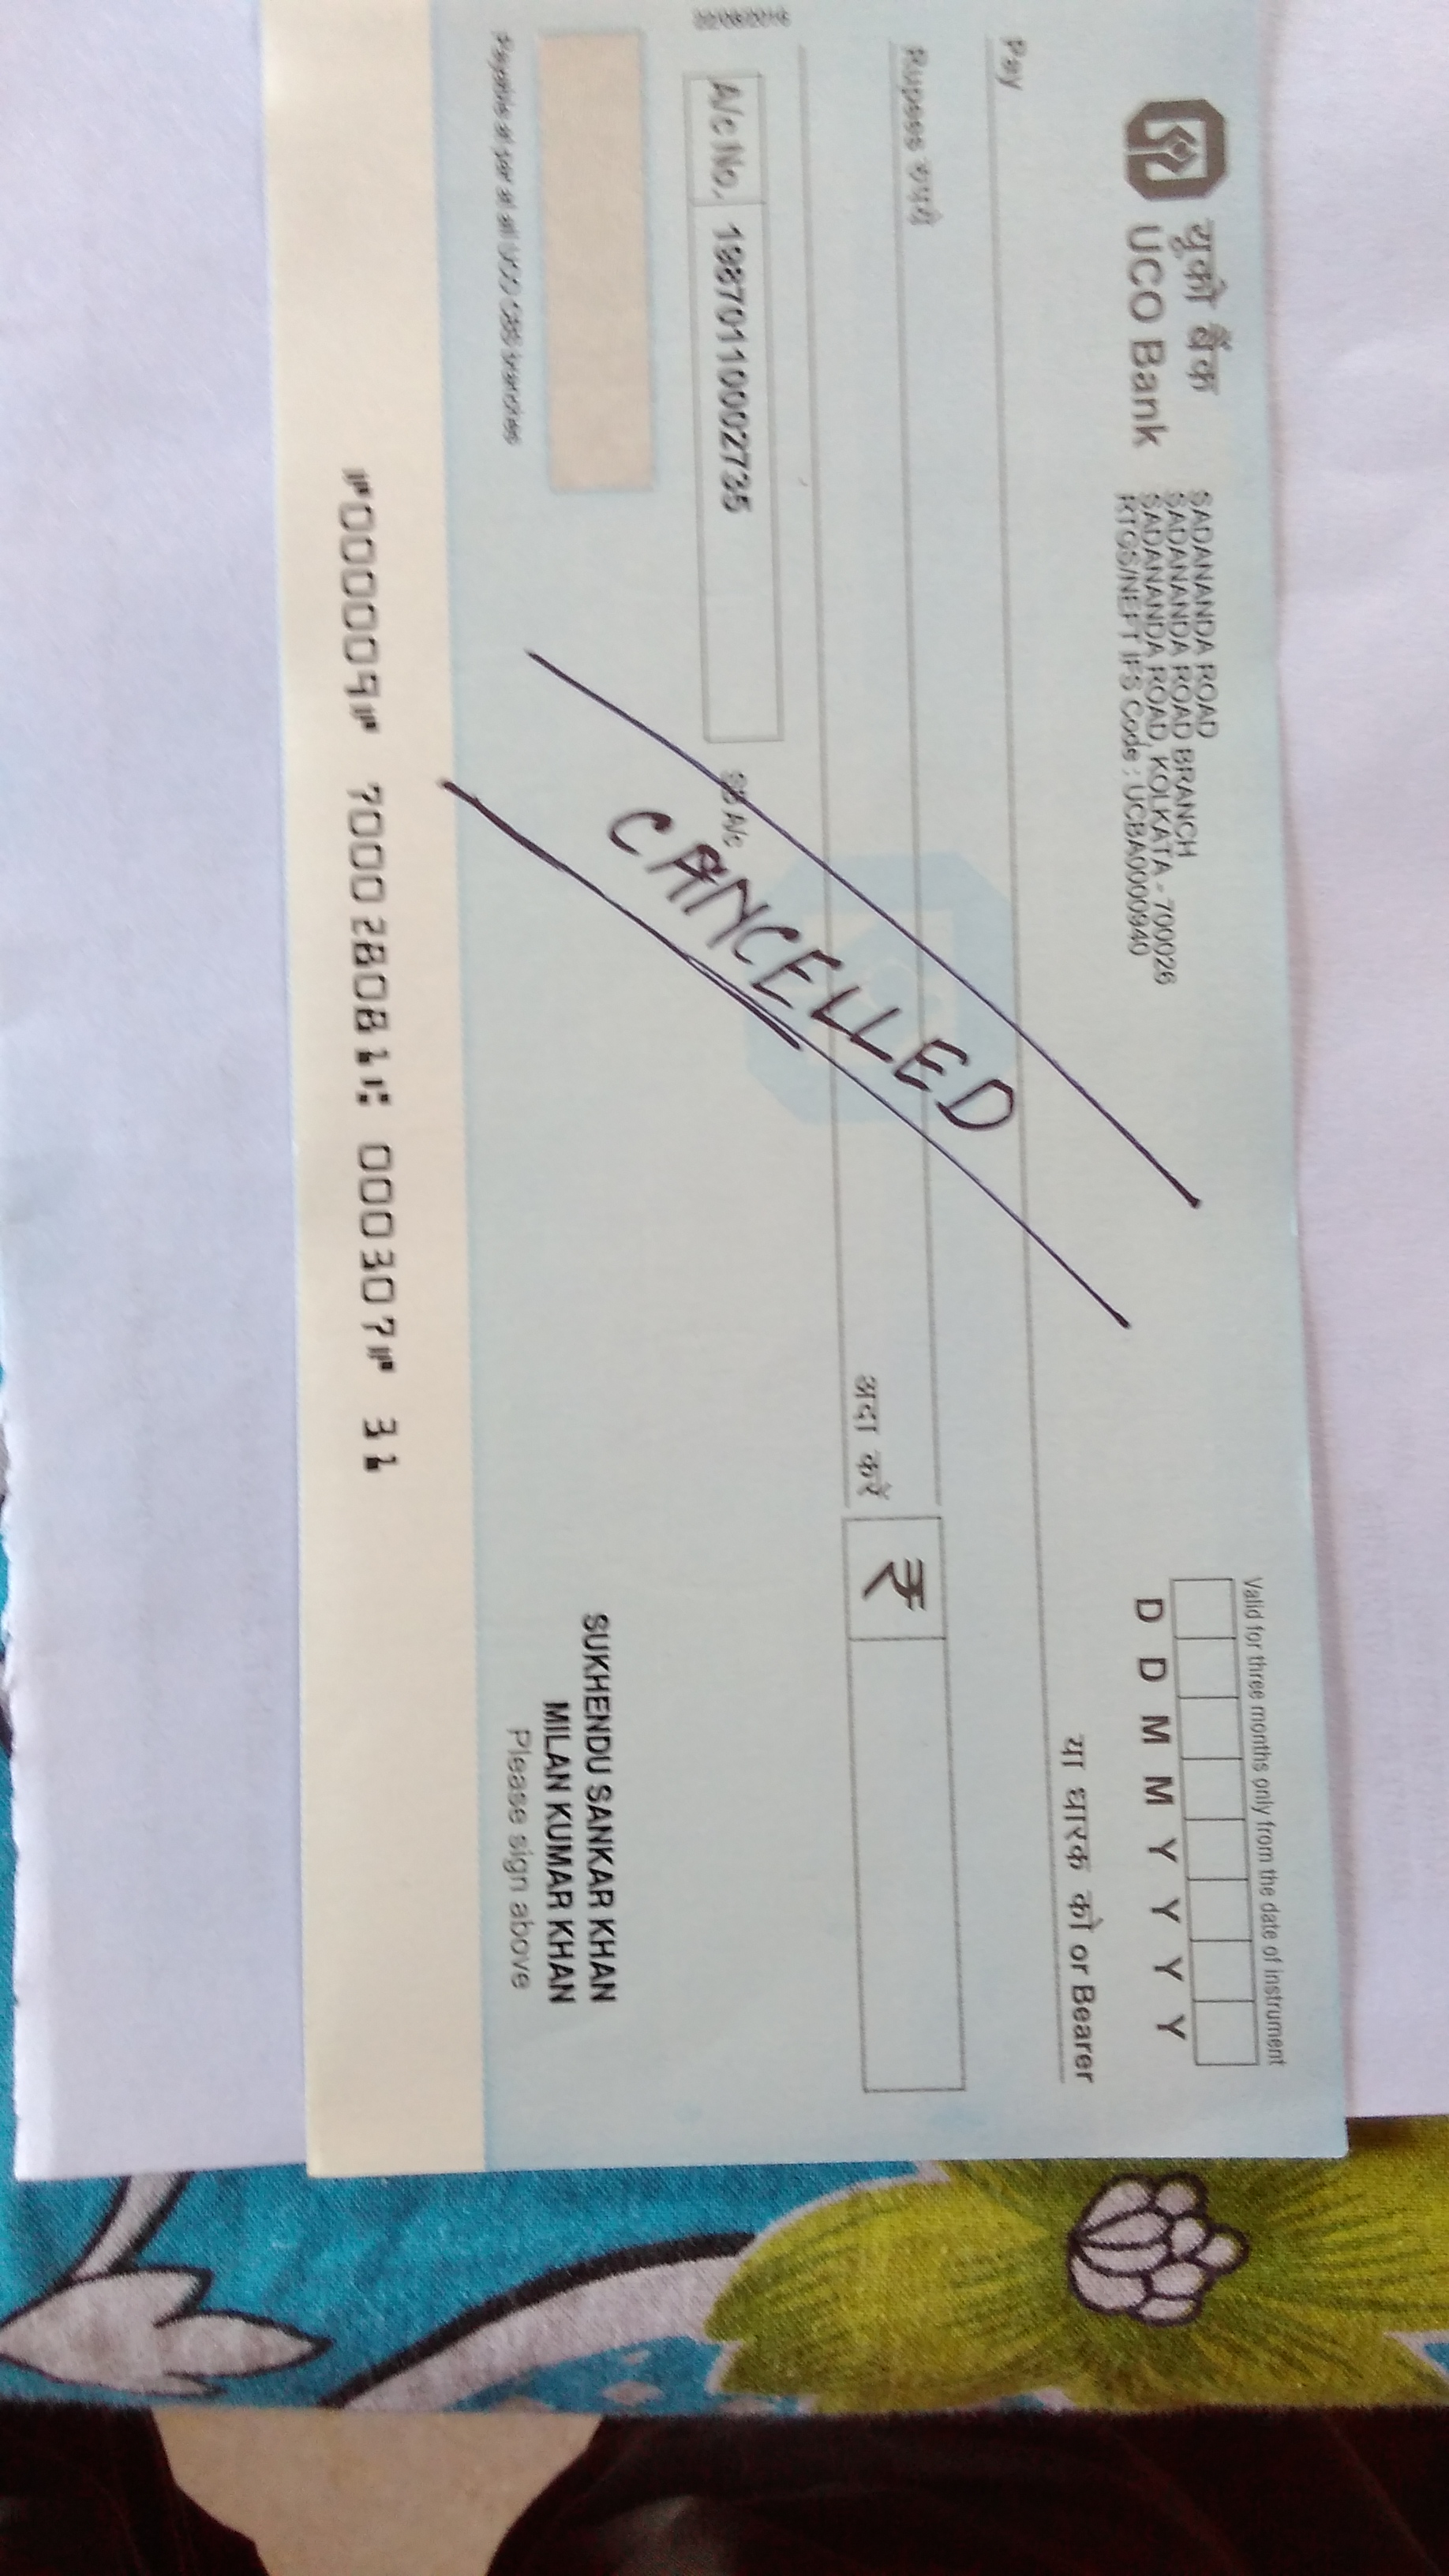 Valid for three months only from the date of instrument
यूको बैंक
UCO Bank
SADANANDA ROAD
SADANANDA ROAD BRANCH
SADANANDA ROAD, KOLKATA - 700026
RTGS/NEFT IFS Code : UCBA0000940
D D M M Y Y Y Y
Pay
या धारक को or Bearer
Rupees रुपये
अदा करें
₹
CANCELLED
22/08/2016
A/c No. 19870110002735
SB A/c
SUKHENDU SANKAR KHAN
MILAN KUMAR KHAN
Please sign above
Payable at par at all UCO CBS branches
⑈000009⑈ 700028081⑆ 000307⑈ 31